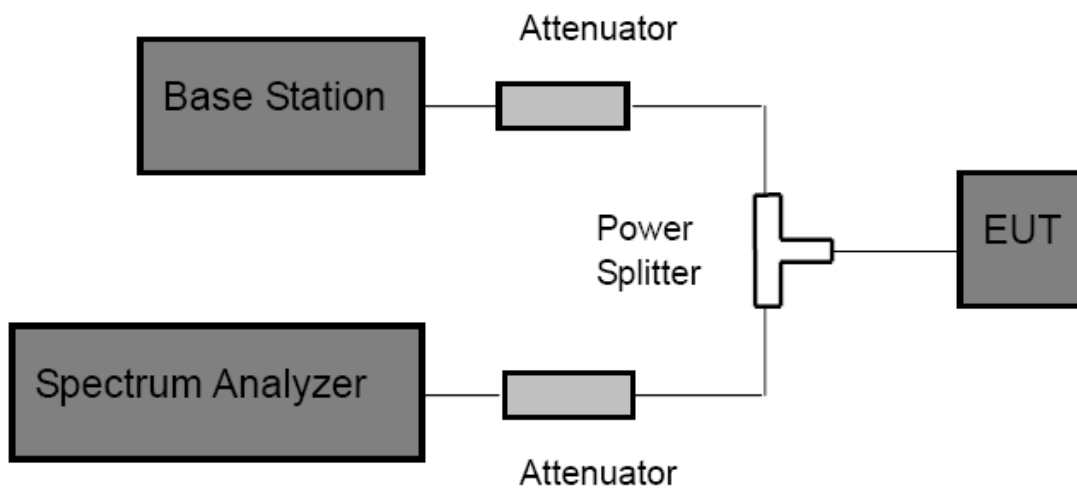 Attenuator
Base Station
Power
Splitter
EUT
Spectrum Analyzer
Attenuator